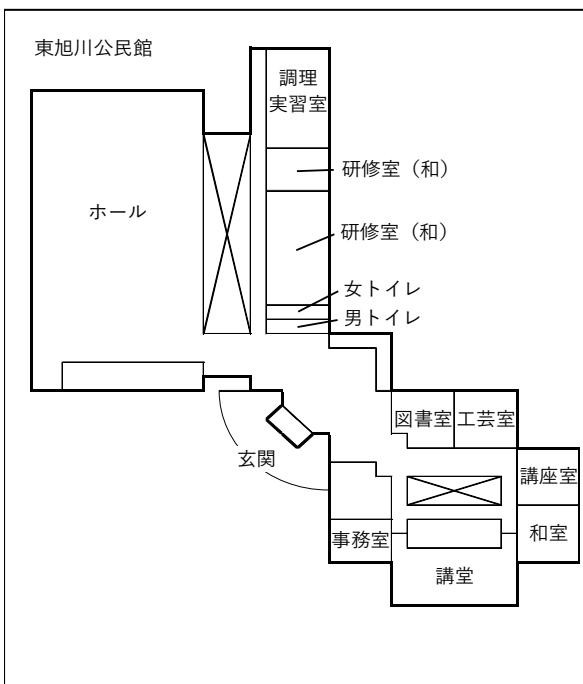 東旭川公民館
調理
実習室
研修室（和）
ホール
研修室（和）
女トイレ
男トイレ
図書室
工芸室
玄関
講座室
事務室
和室
講堂